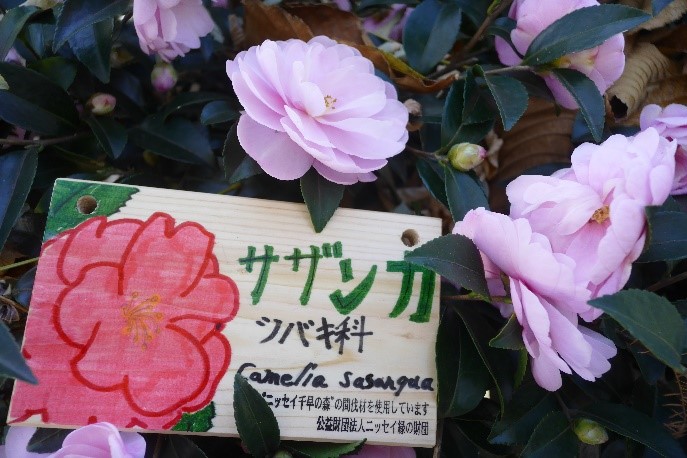 サザンカ
ツバキ科
Camelia sasanqua
"ニッセイ千早の森"の間伐材を使用しています
公益財団法人ニッセイ緑の財団